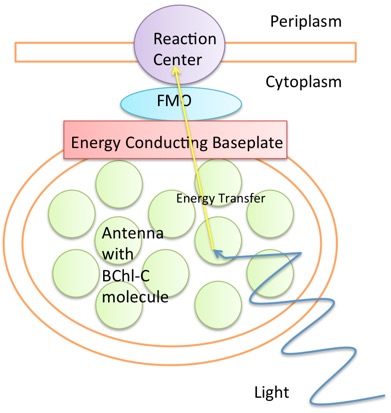 Periplasm
Reaction
Center
Cytoplasm
FMO
Energy Conducting Baseplate
Energy Transfer
Antenna
with
BChl-C
molecule
Light